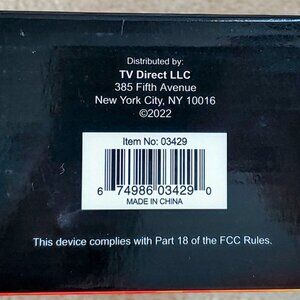 Distributed by:
TV Direct LLC
385 Fifth Avenue
New York City, NY 10016
©2022
Item No: 03429
6 74986 03429 0
MADE IN CHINA
This device complies with Part 18 of the FCC Rules.